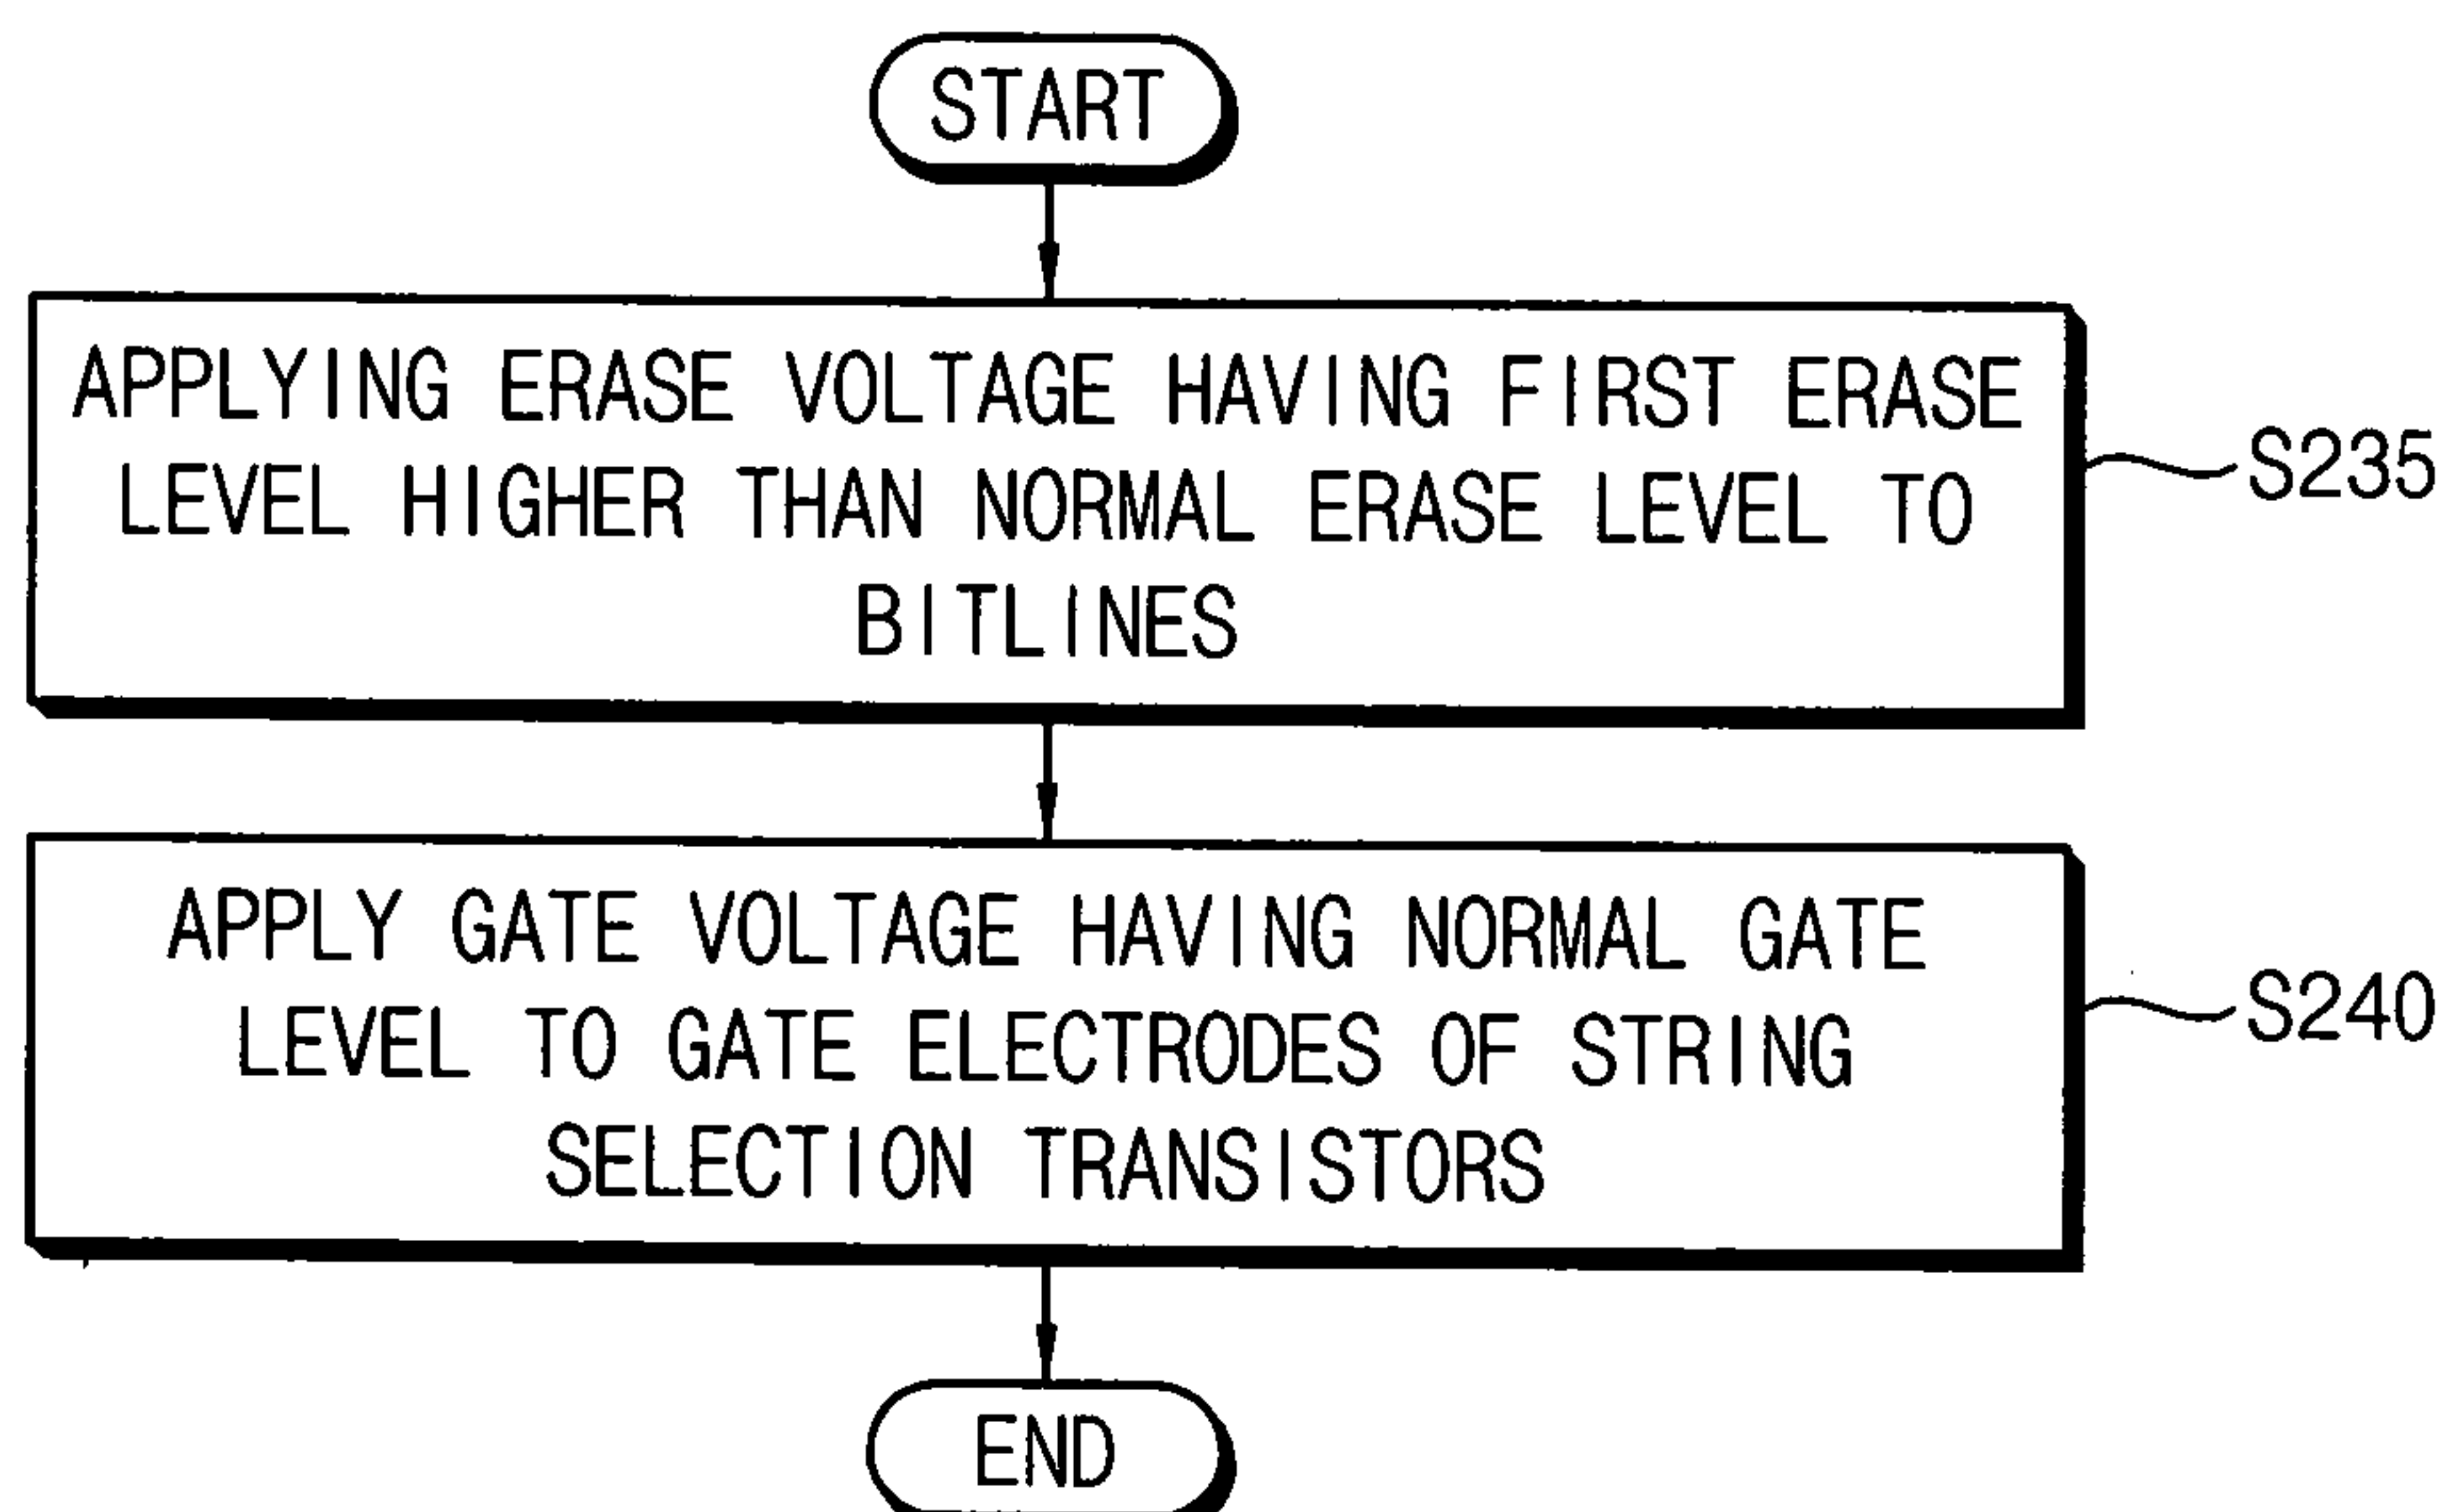 START
APPLYING ERASE VOLTAGE HAVING FIRST ERASE
LEVEL HIGHER THAN NORMAL ERASE LEVEL TO
BITLINES
S235
APPLY GATE VOLTAGE HAVING NORMAL GATE
LEVEL TO GATE ELECTRODES OF STRING
SELECTION TRANSISTORS
S240
END